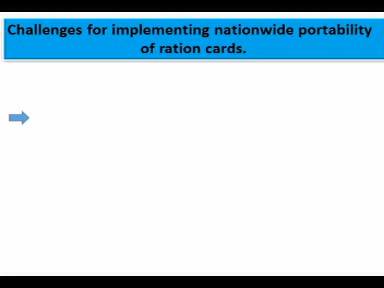 Challenges for implementing nationwide portability
of ration cards.